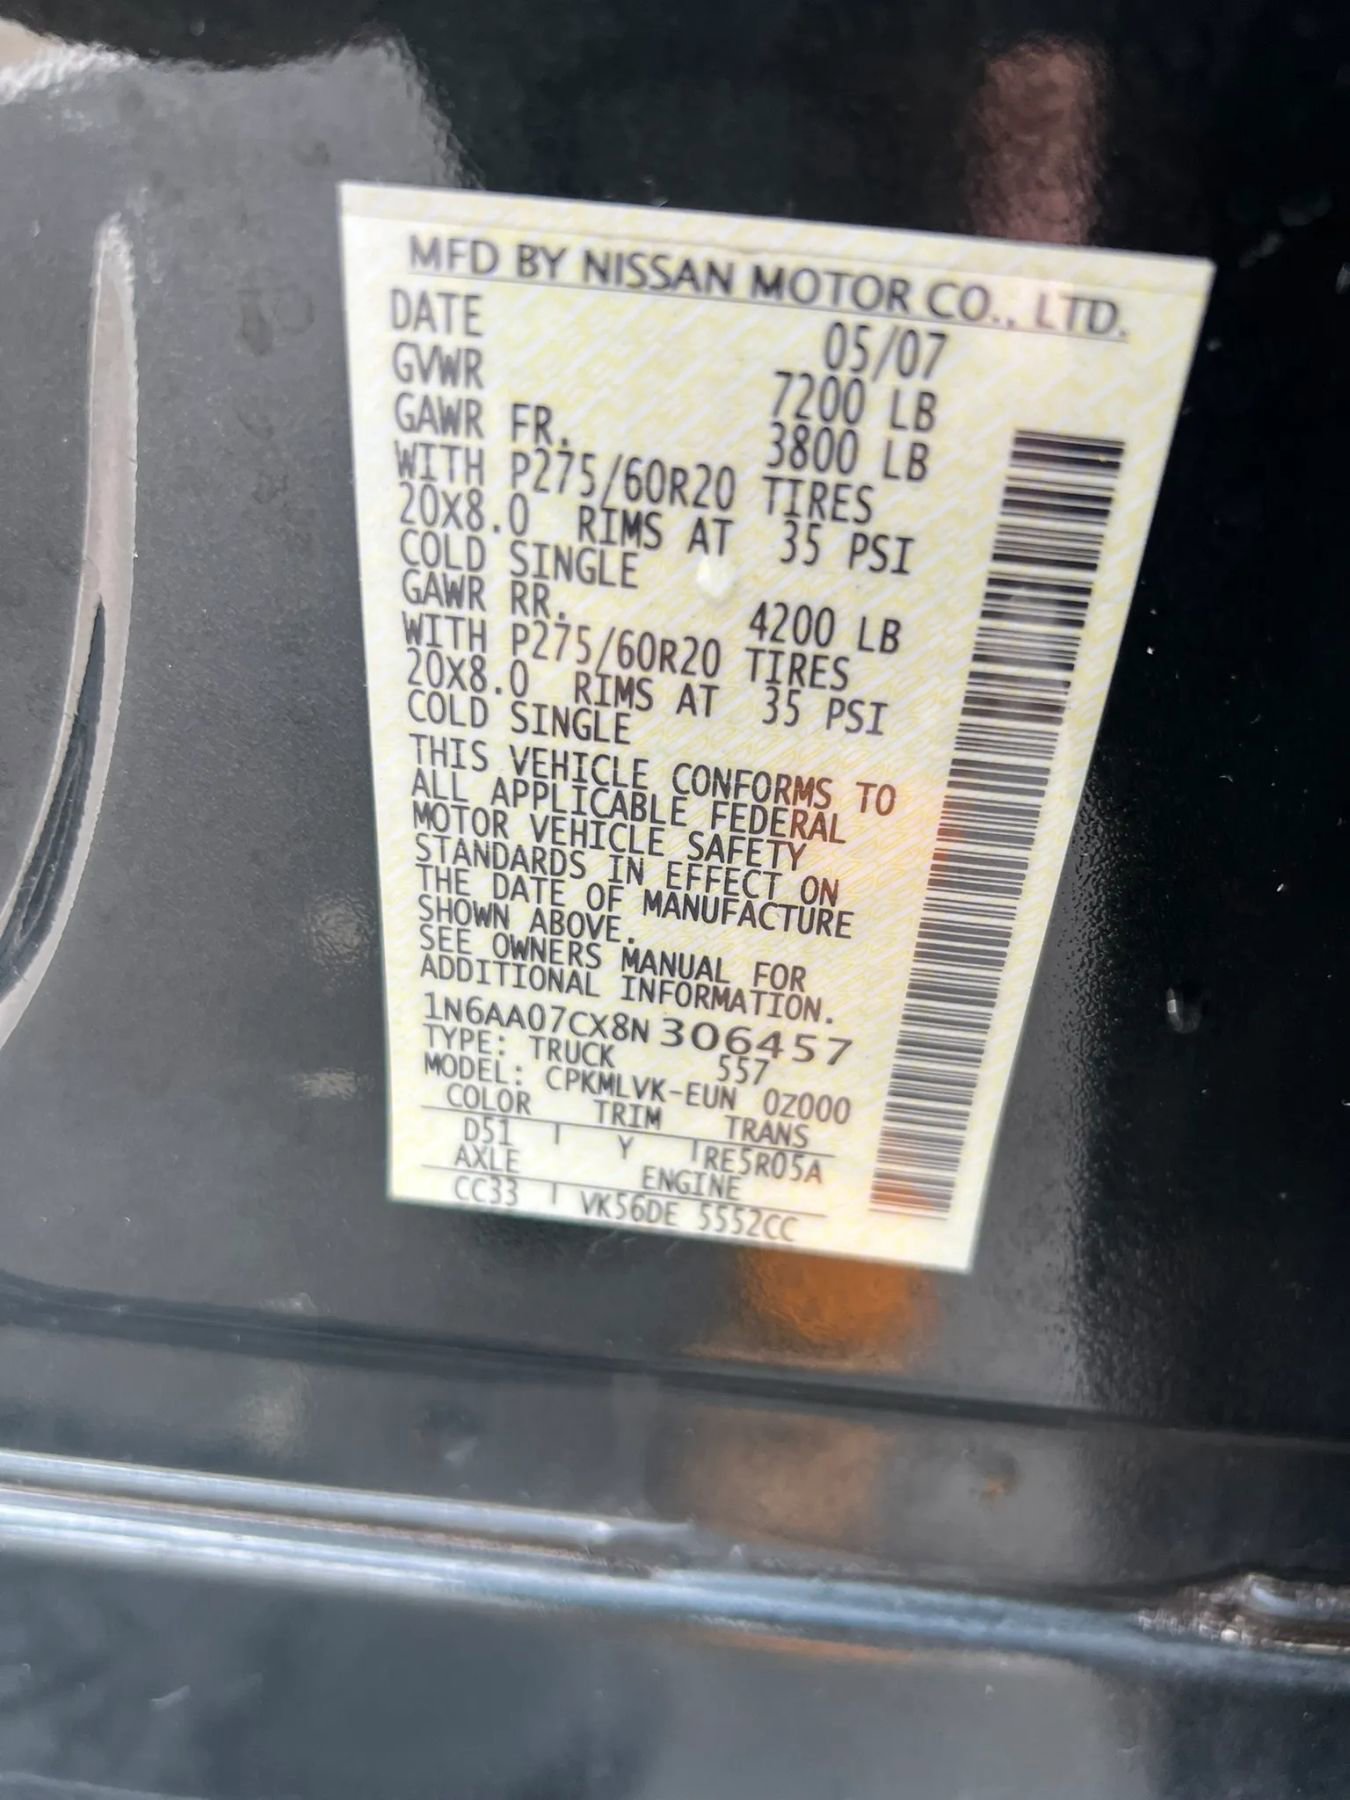 MFD BY NISSAN MOTOR CO., LTD.
DATE 05/07
GVWR 7200 LB
GAWR FR. 3800 LB
WITH P275/60R20 TIRES
20X8.0 RIMS AT 35 PSI
COLD SINGLE
GAWR RR. 4200 LB
WITH P275/60R20 TIRES
20X8.0 RIMS AT 35 PSI
COLD SINGLE
THIS VEHICLE CONFORMS TO
ALL APPLICABLE FEDERAL
MOTOR VEHICLE SAFETY
STANDARDS IN EFFECT ON
THE DATE OF MANUFACTURE
SHOWN ABOVE.
SEE OWNERS MANUAL FOR
ADDITIONAL INFORMATION.
1N6AA07CX8N306457
TYPE: TRUCK 557
MODEL: CPKMLVK-EUN 0Z000
COLOR TRIM TRANS
D51 Y RE5R05A
AXLE ENGINE
CC33 VK56DE 5552CC